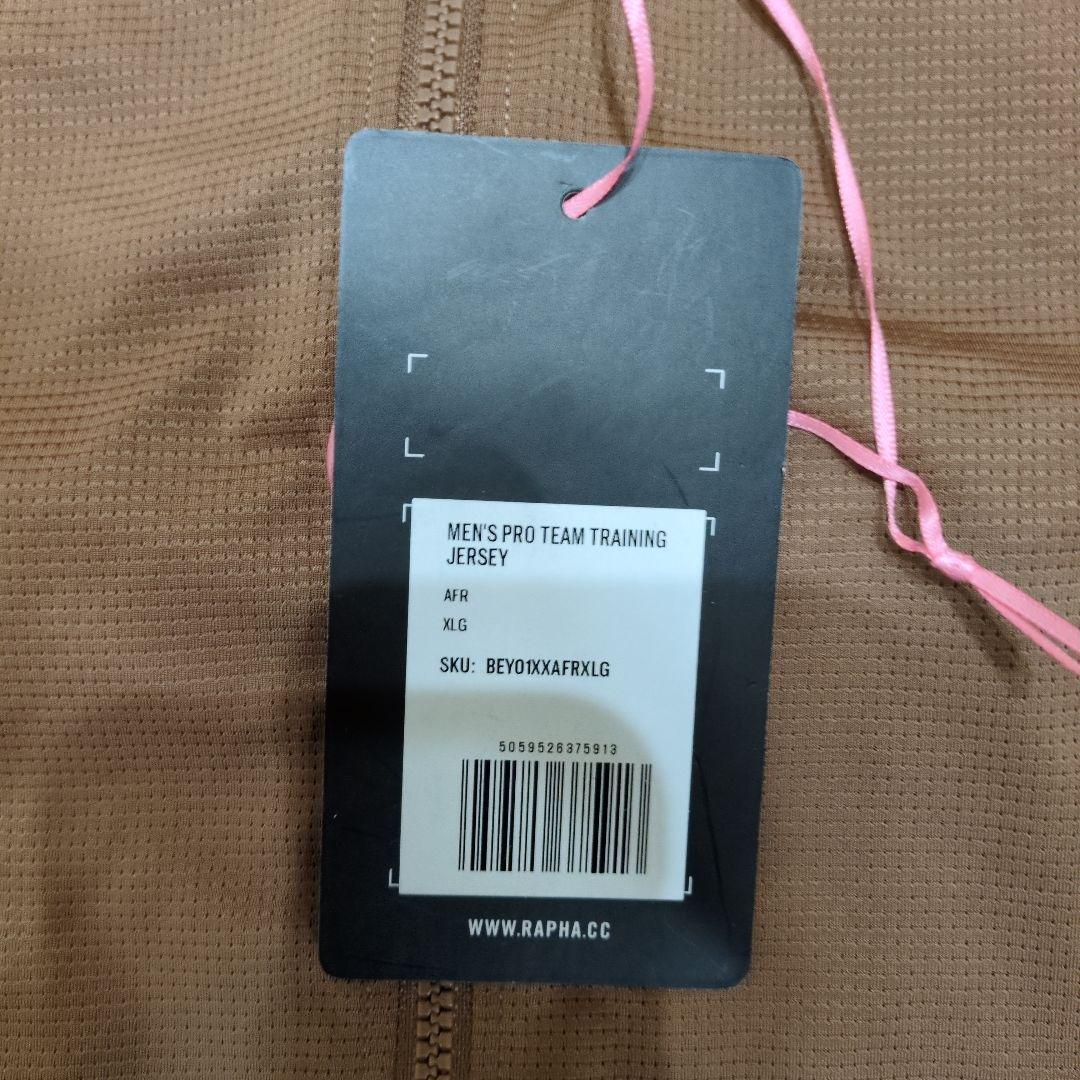 MEN'S PRO TEAM TRAINING
JERSEY
AFR
XLG
SKU: BEY01XXAFRXLG
5059526375913
WWW.RAPHA.CC